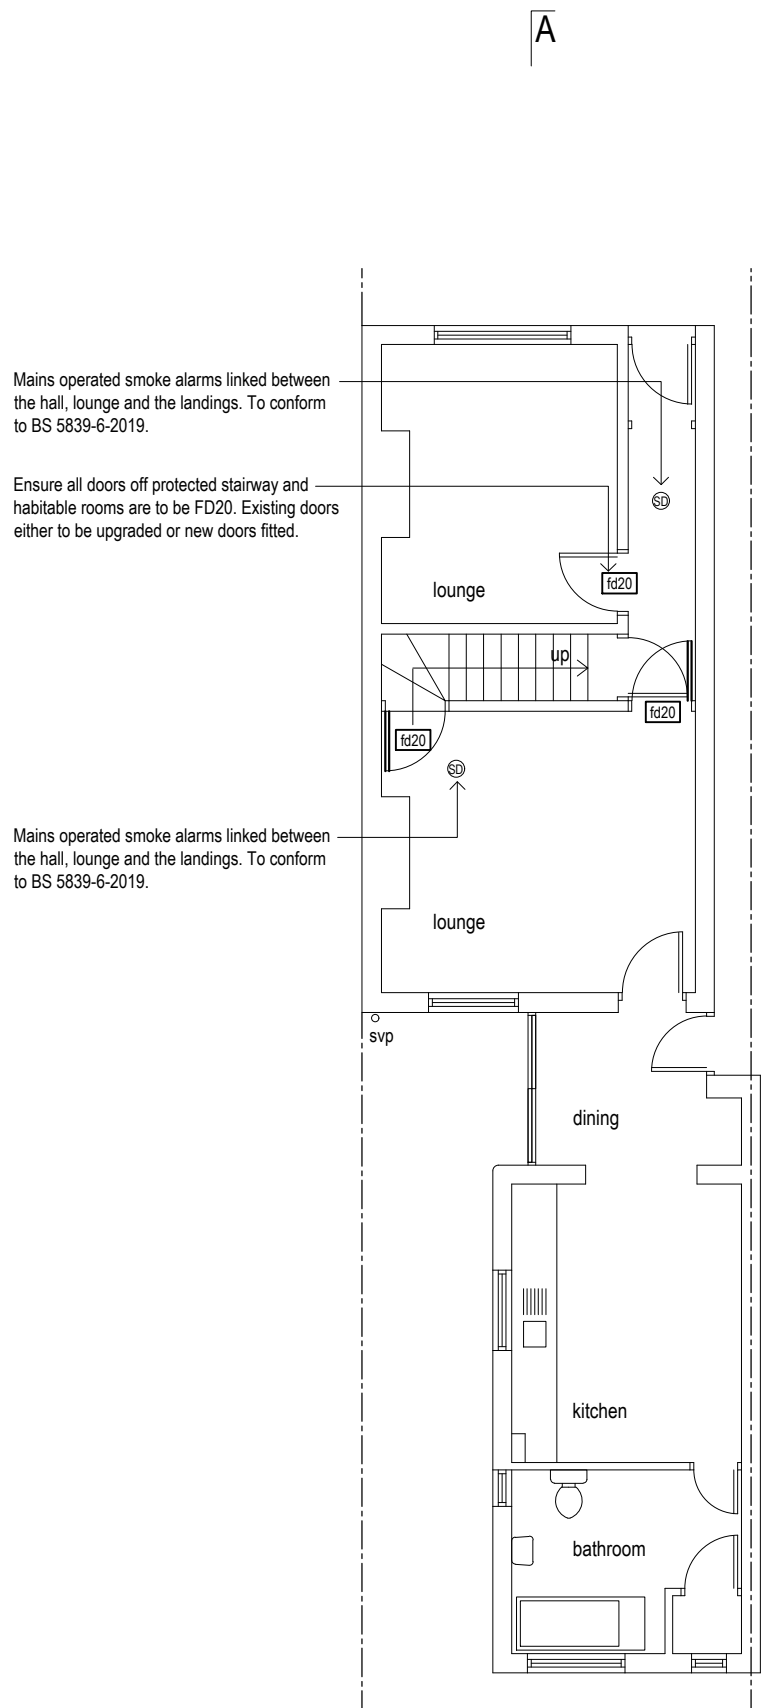 A
Mains operated smoke alarms linked between
the hall, lounge and the landings. To conform
to BS 5839-6-2019.
SD
Ensure all doors off protected stairway and
habitable rooms are to be FD20. Existing doors
either to be upgraded or new doors fitted.
fd20
lounge
up
fd20
fd20
SD
Mains operated smoke alarms linked between
the hall, lounge and the landings. To conform
to BS 5839-6-2019.
lounge
svp
dining
kitchen
bathroom